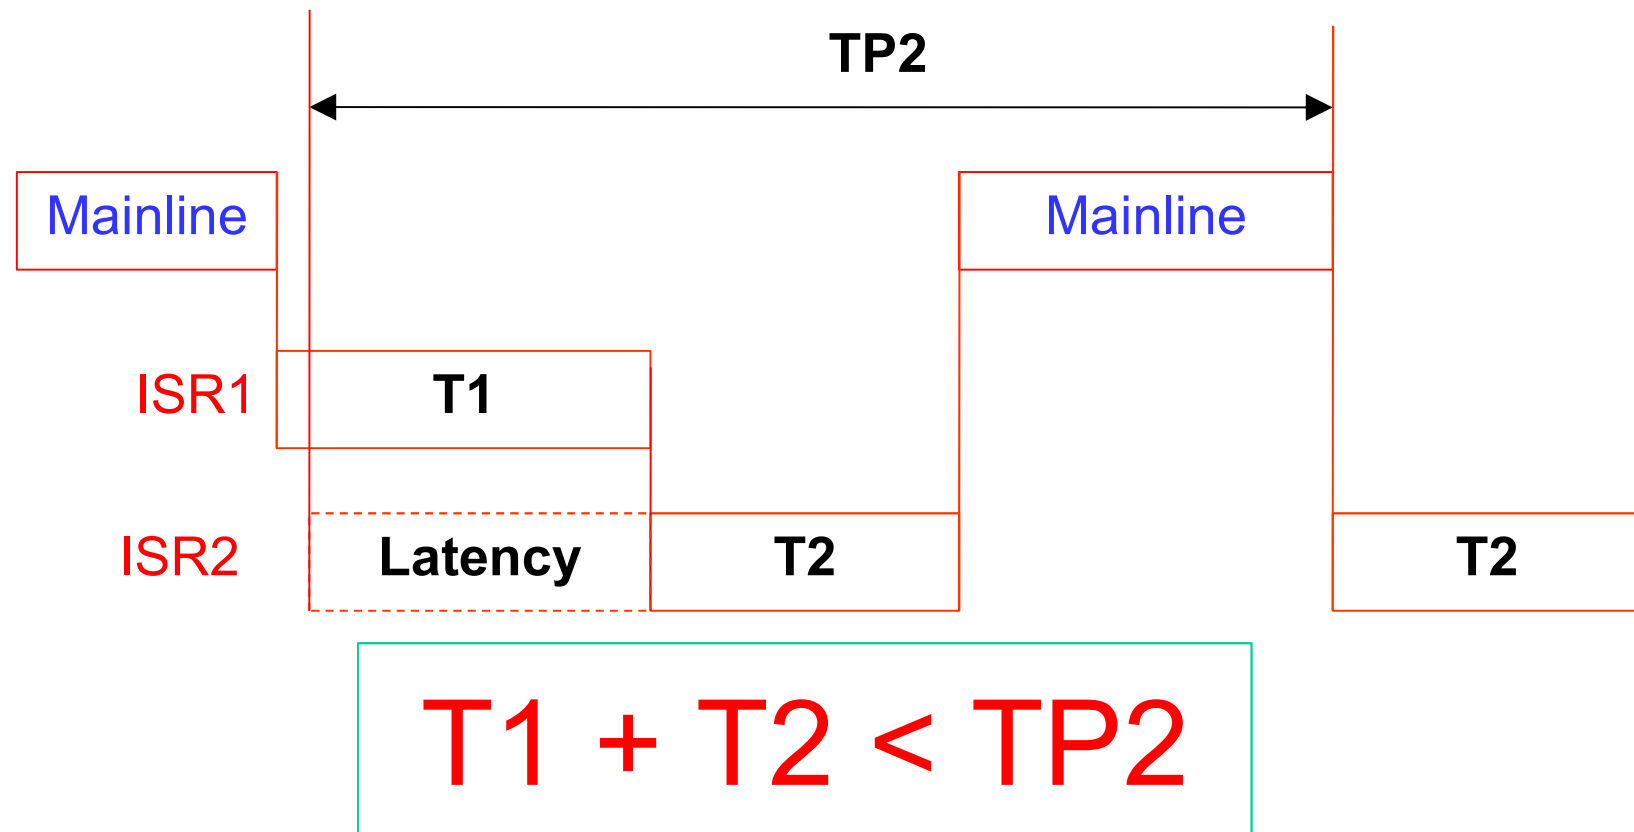 TP2
Mainline Mainline
ISR1 T1
ISR2 Latency T2 T2
T1 + T2 < TP2